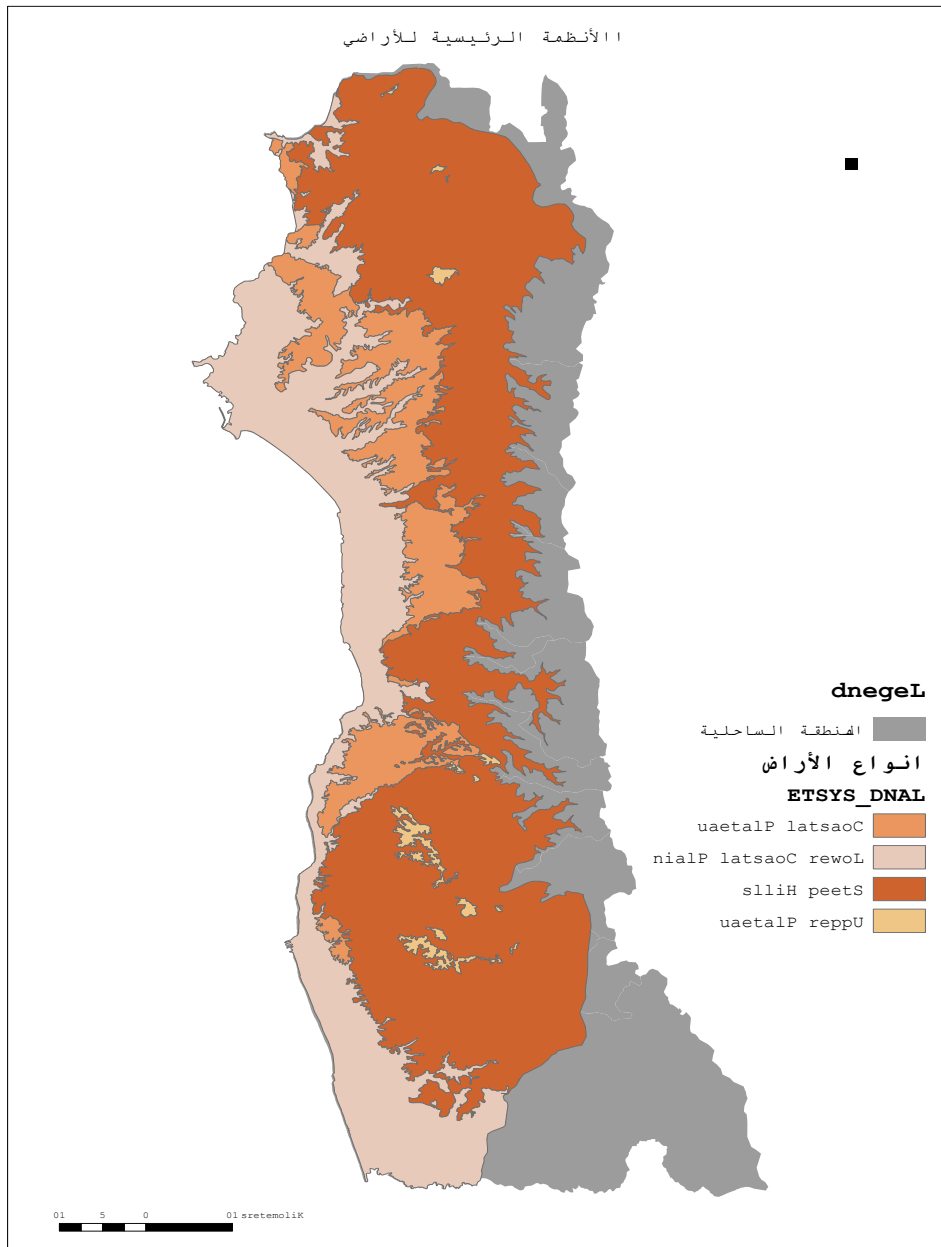 االأنظمة الرئيسية للأراضي
dnegeL
المنطقة الساحلية
انواع الأراض
ETSYS_DNAL
uaetalP latsaoC
nialP latsaoC rewoL
slliH peetS
uaetalP reppU
01 5 0 01 sretemoliK